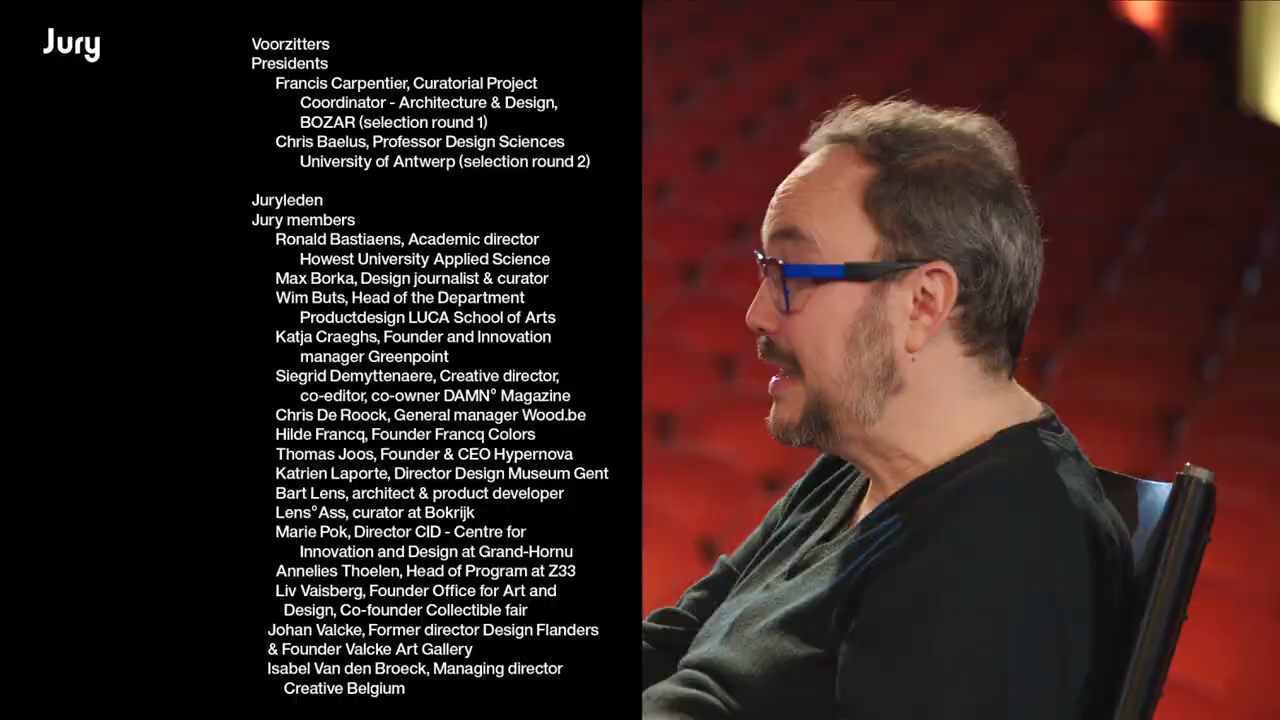 Jury
Voorzitters
Presidents
Francis Carpentier, Curatorial Project
Coordinator - Architecture & Design,
BOZAR (selection round 1)
Chris Baelus, Professor Design Sciences
University of Antwerp (selection round 2)
Juryleden
Jury members
Ronald Bastiaens, Academic director
Howest University Applied Science
Max Borka, Design journalist & curator
Wim Buts, Head of the Department
Productdesign LUCA School of Arts
Katja Craeghs, Founder and Innovation
manager Greenpoint
Siegrid Demyttenaere, Creative director,
co-editor, co-owner DAMN° Magazine
Chris De Roock, General manager Wood.be
Hilde Francq, Founder Francq Colors
Thomas Joos, Founder & CEO Hypernova
Katrien Laporte, Director Design Museum Gent
Bart Lens, architect & product developer
Lens°Ass, curator at Bokrijk
Marie Pok, Director CID - Centre for
Innovation and Design at Grand-Hornu
Annelies Thoelen, Head of Program at Z33
Liv Vaisberg, Founder Office for Art and
Design, Co-founder Collectible fair
Johan Valcke, Former director Design Flanders
& Founder Valcke Art Gallery
Isabel Van den Broeck, Managing director
Creative Belgium